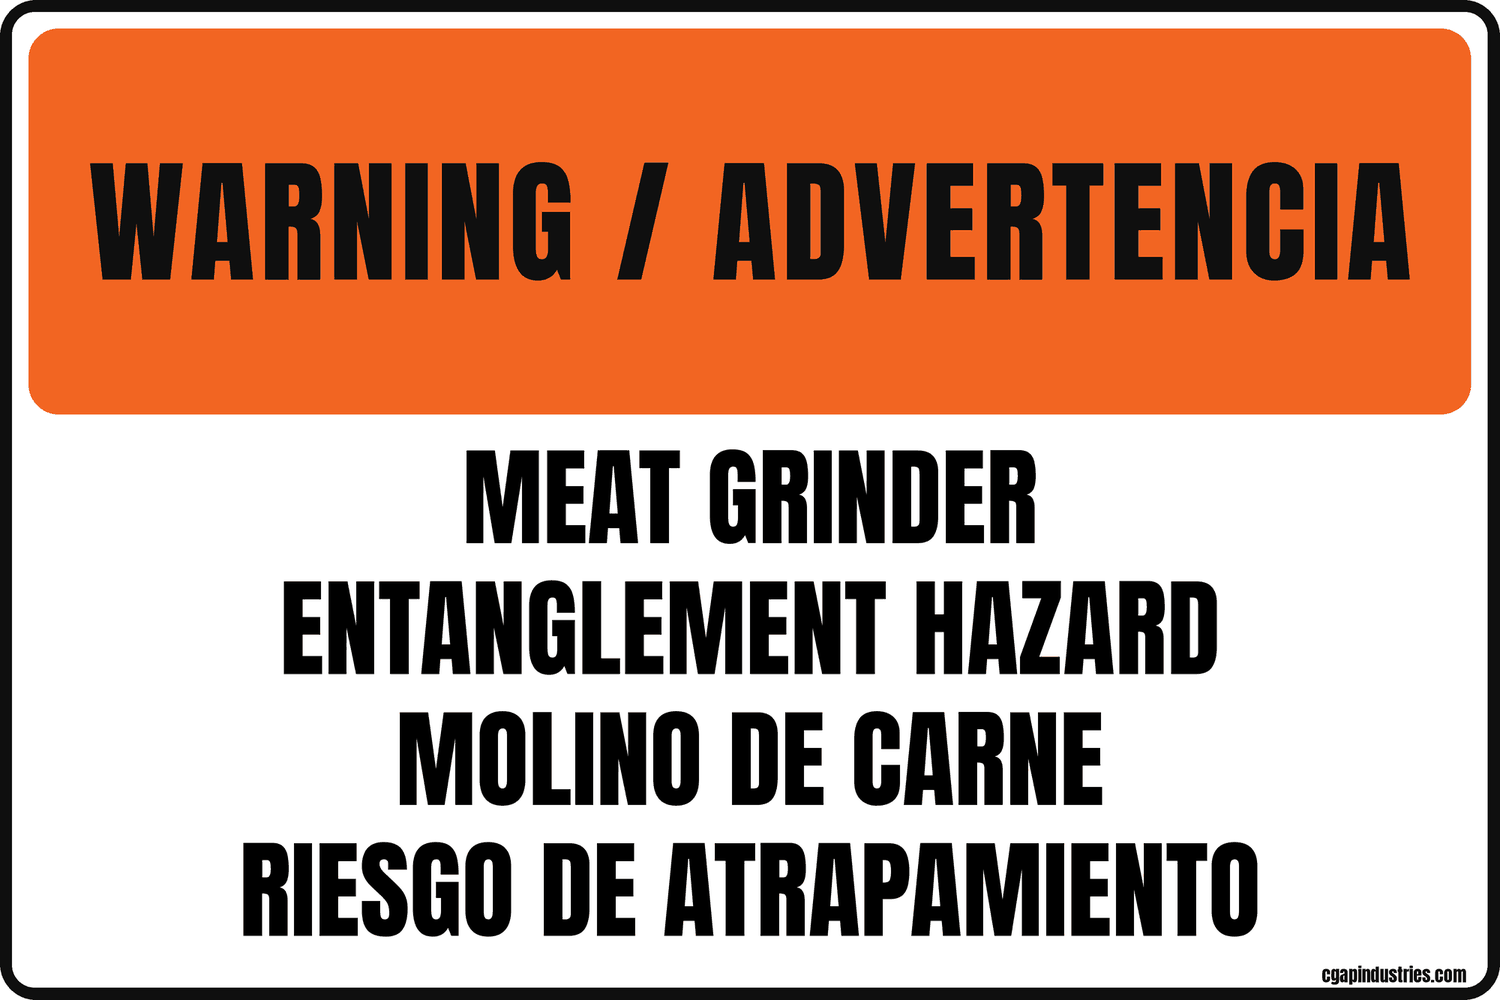 WARNING / ADVERTENCIA
MEAT GRINDER
ENTANGLEMENT HAZARD
MOLINO DE CARNE
RIESGO DE ATRAPAMIENTO
cgapindustries.com